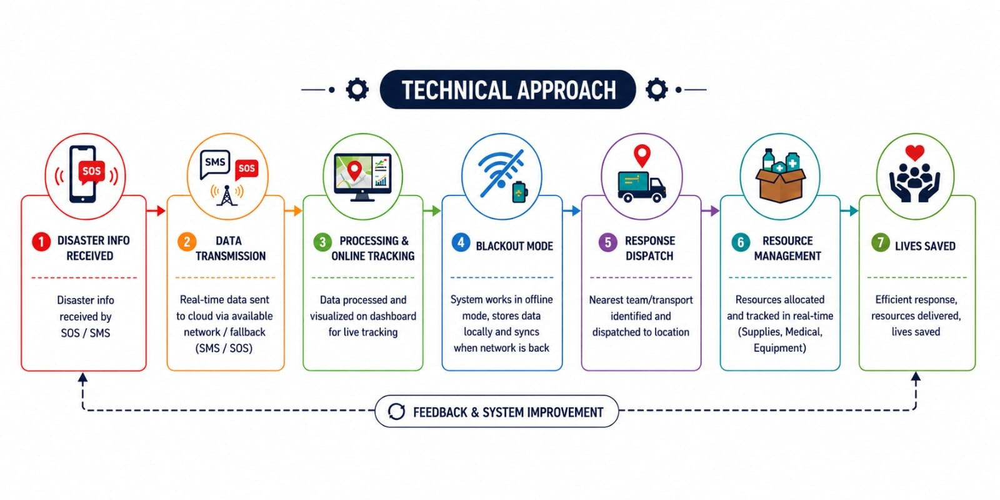 TECHNICAL APPROACH
SOS
SMS
SOS
1 DISASTER INFO
RECEIVED
Disaster info
received by
SOS / SMS
2 DATA
TRANSMISSION
Real-time data sent
to cloud via available
network / fallback
(SMS / SOS)
3 PROCESSING &
ONLINE TRACKING
Data processed and
visualized on dashboard
for live tracking
4 BLACKOUT MODE
System works in offline
mode, stores data
locally and syncs
when network is back
5 RESPONSE
DISPATCH
Nearest team/transport
identified and
dispatched to location
6 RESOURCE
MANAGEMENT
Resources allocated
and tracked in real-time
(Supplies, Medical,
Equipment)
7 LIVES SAVED
Efficient response,
resources delivered,
lives saved
FEEDBACK & SYSTEM IMPROVEMENT